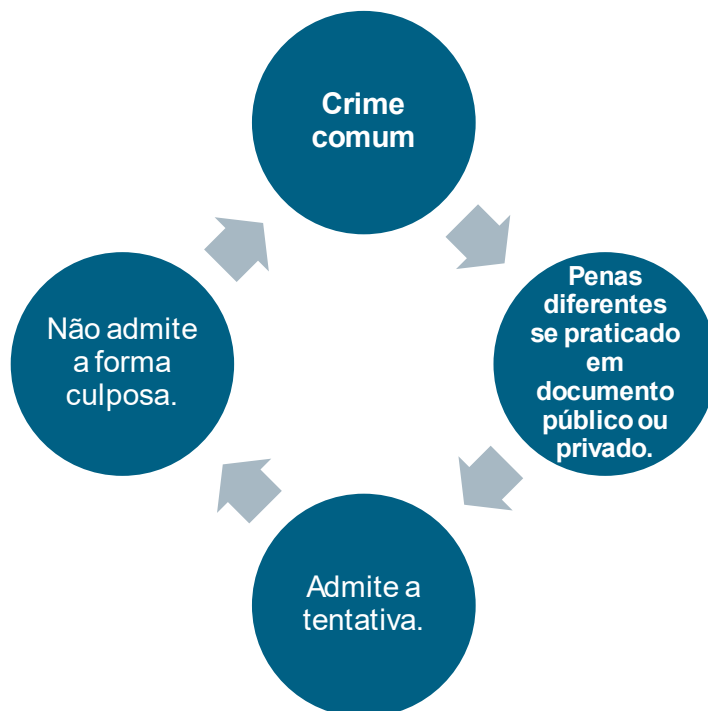 Crime
comum
Penas
diferentes
se praticado
em
documento
público ou
privado.
Admite a
tentativa.
Não admite
a forma
culposa.